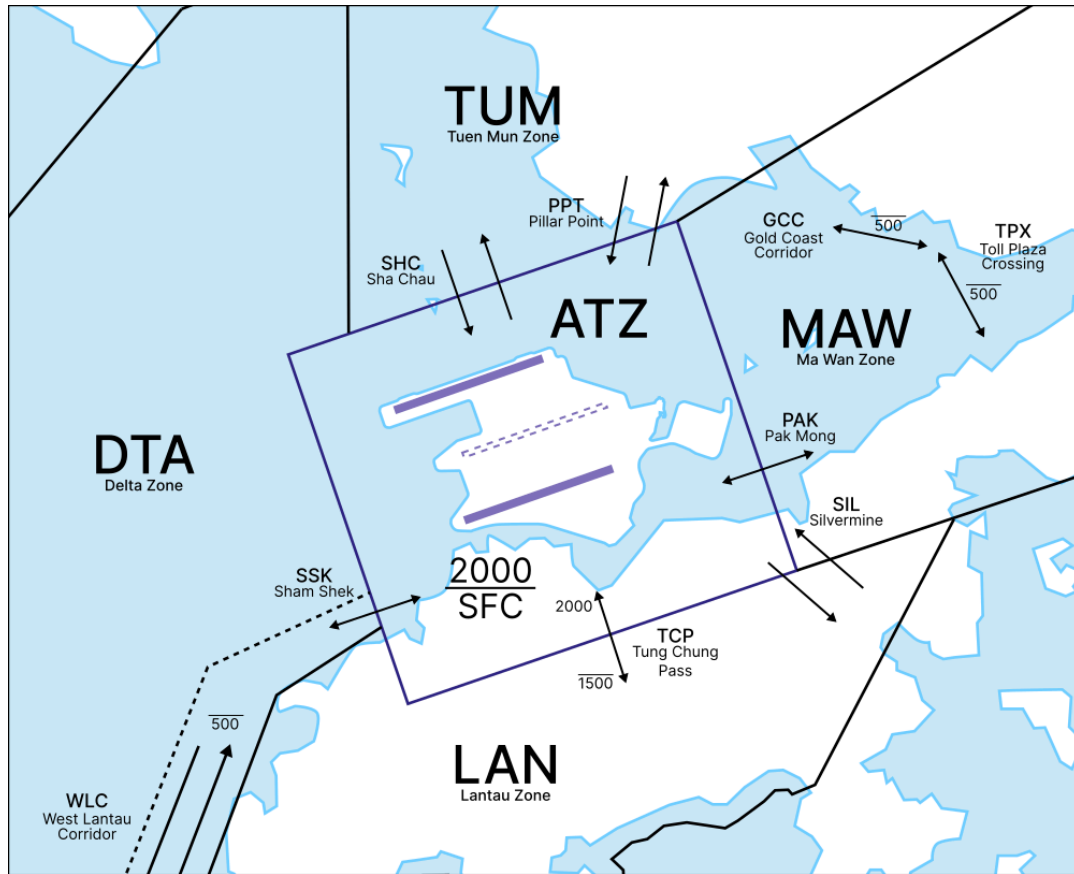 TUM
Tuen Mun Zone
PPT
Pillar Point
GCC
Gold Coast
Corridor
500
TPX
Toll Plaza
Crossing
500
SHC
Sha Chau
ATZ
MAW
Ma Wan Zone
DTA
Delta Zone
PAK
Pak Mong
SIL
Silvermine
SSK
Sham Shek
2000
SFC
2000
TCP
Tung Chung
Pass
1500
500
LAN
Lantau Zone
WLC
West Lantau
Corridor